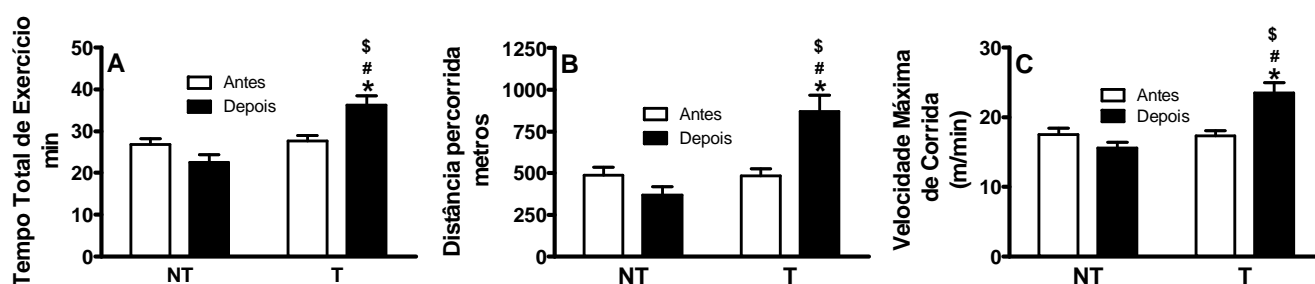 Tempo Total de Exercício
min
A
50
40
30
20
10
0
Antes
Depois
$
#
*
NT
T
Distância percorrida
metros
B
1250
1000
750
500
250
0
Antes
Depois
$
#
*
NT
T
Velocidade Máxima
de Corrida
(m/min)
C
30
20
10
0
Antes
Depois
$
#
*
NT
T